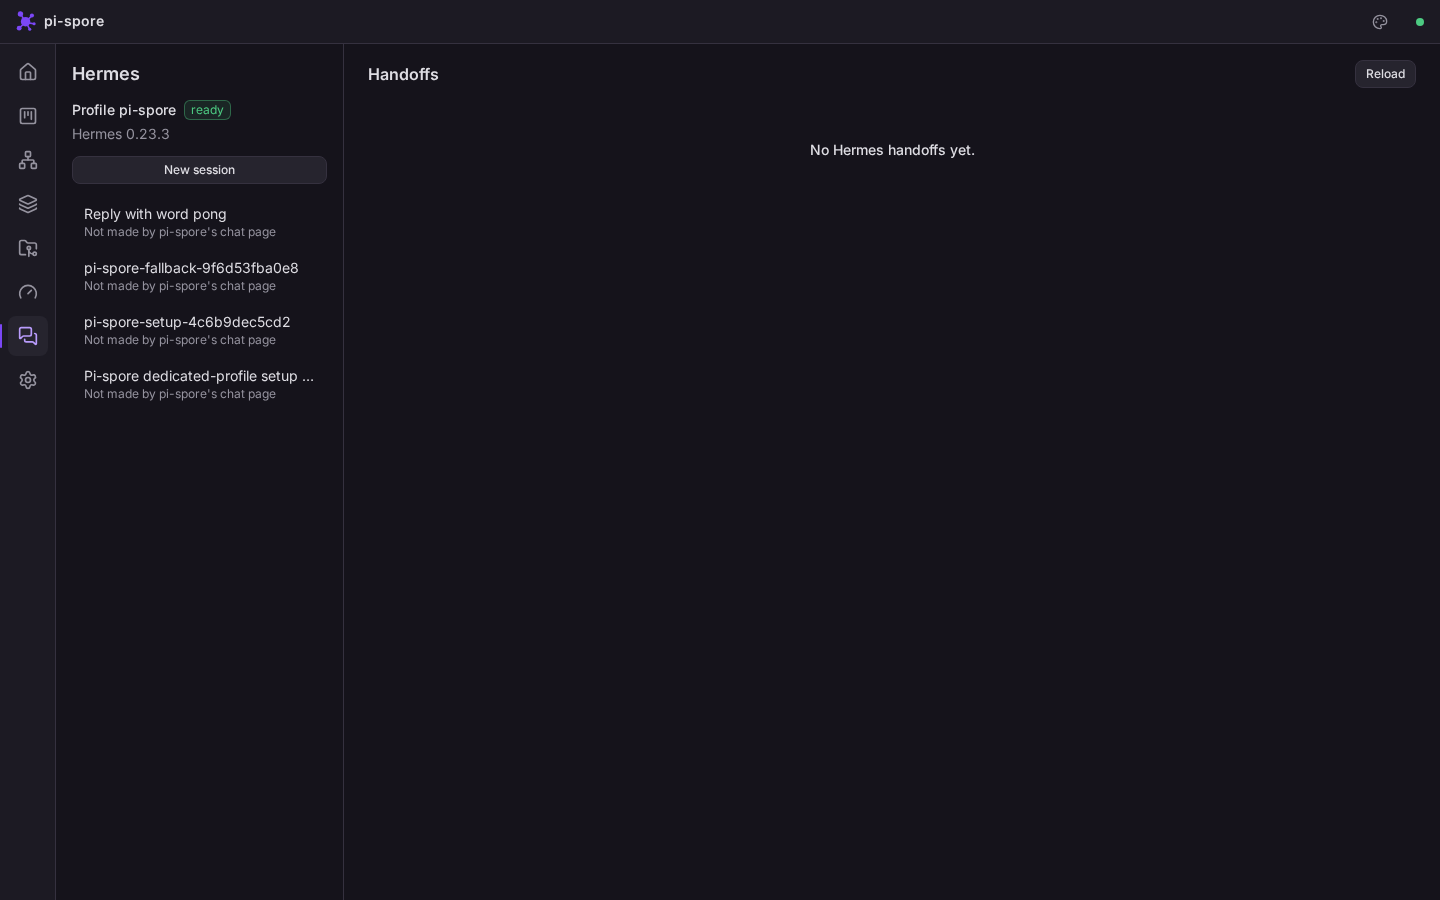 pi-spore
Hermes
Profile pi-spore ready
Hermes 0.23.3
New session
Reply with word pong
Not made by pi-spore's chat page
pi-spore-fallback-9f6d53fba0e8
Not made by pi-spore's chat page
pi-spore-setup-4c6b9dec5cd2
Not made by pi-spore's chat page
Pi-spore dedicated-profile setup ...
Not made by pi-spore's chat page
Handoffs
Reload
No Hermes handoffs yet.